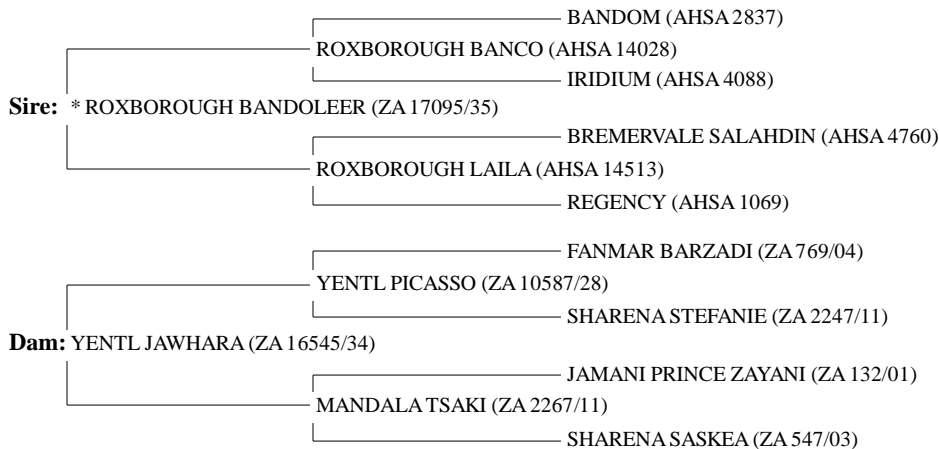 BANDOM (AHSA 2837)
ROXBOROUGH BANCO (AHSA 14028)
IRIDIUM (AHSA 4088)
Sire: * ROXBOROUGH BANDOLEER (ZA 17095/35)
BREMERVALE SALAHDIN (AHSA 4760)
ROXBOROUGH LAILA (AHSA 14513)
REGENCY (AHSA 1069)
FANMAR BARZADI (ZA 769/04)
YENTL PICASSO (ZA 10587/28)
SHARENA STEFANIE (ZA 2247/11)
Dam: YENTL JAWHARA (ZA 16545/34)
JAMANI PRINCE ZAYANI (ZA 132/01)
MANDALA TSAKI (ZA 2267/11)
SHARENA SASKEA (ZA 547/03)